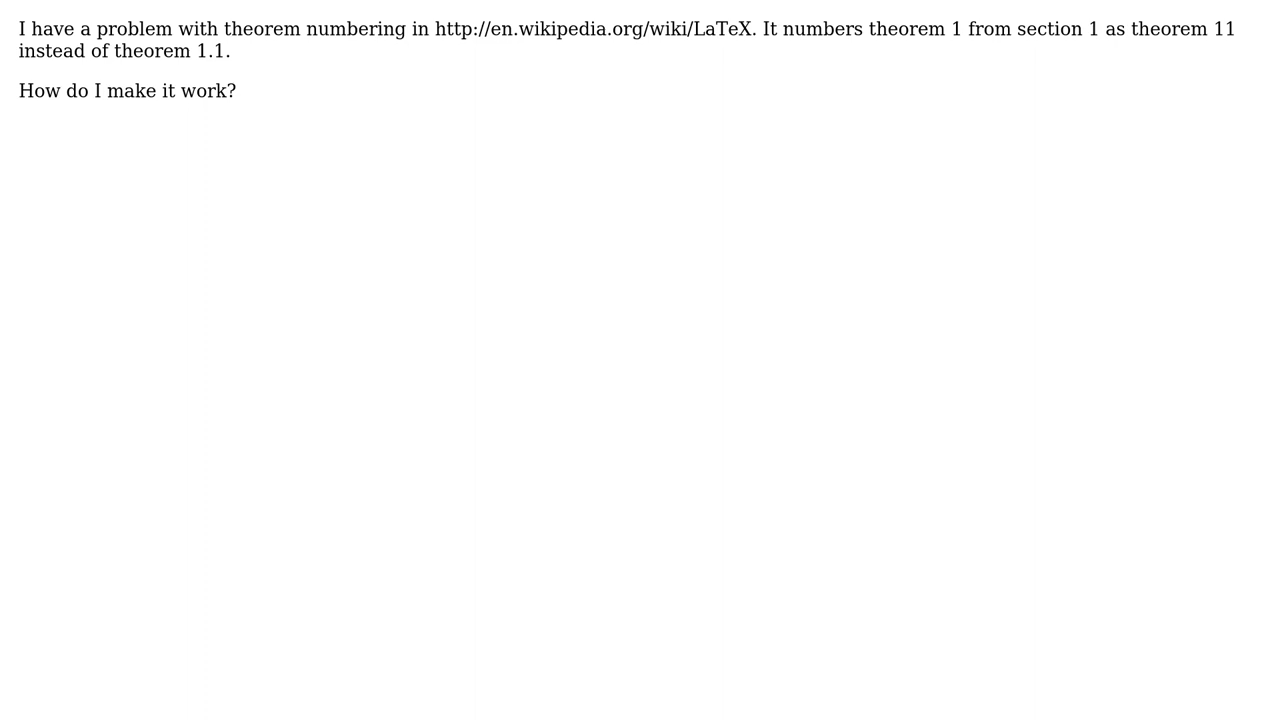 I have a problem with theorem numbering in http://en.wikipedia.org/wiki/LaTeX. It numbers theorem 1 from section 1 as theorem 11
instead of theorem 1.1.
How do I make it work?